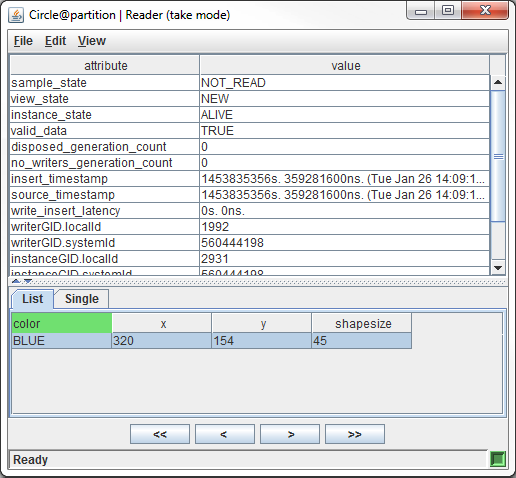 Circle@partition | Reader (take mode)
File Edit View
attribute value
sample_state NOT_READ
view_state NEW
instance_state ALIVE
valid_data TRUE
disposed_generation_count 0
no_writers_generation_count 0
insert_timestamp 1453835356s. 359281600ns. (Tue Jan 26 14:09:1...
source_timestamp 1453835356s. 359281600ns. (Tue Jan 26 14:09:1...
write_insert_latency 0s. 0ns.
writerGID.localId 1992
writerGID.systemId 560444198
instanceGID.localId 2931
instanceGID.systemId 560444198
List Single
color x y shapesize
BLUE 320 154 45
<< < > >>
Ready